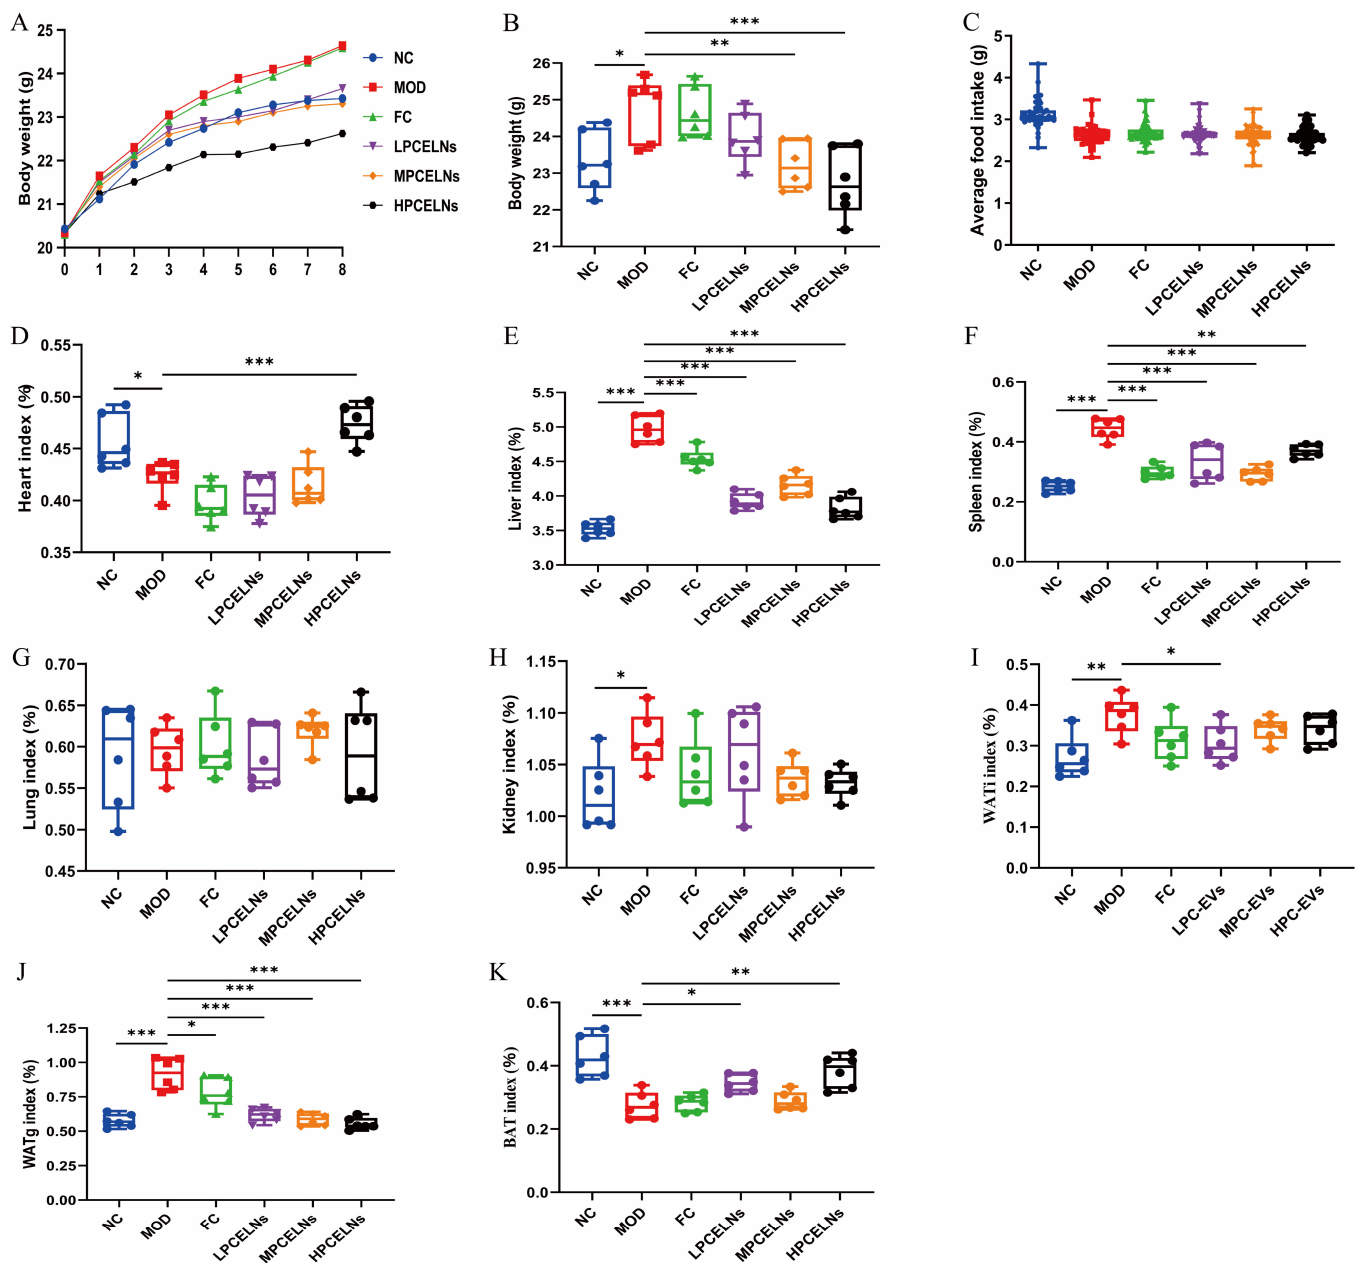 A
Body weight (g)
25
24
23
22
21
20
0 1 2 3 4 5 6 7 8
NC
MOD
FC
LPCELNs
MPCELNs
HPCELNs
B
Body weight (g)
26
25
24
23
22
21
***
**
*
NC MOD FC LPCELNs MPCELNs HPCELNs
C
Average food intake (g)
5
4
3
2
1
0
NC MOD FC LPCELNs MPCELNs HPCELNs
D
Heart index (%)
0.55
0.50
0.45
0.40
0.35
***
*
NC MOD FC LPCELNs MPCELNs HPCELNs
E
Liver index (%)
5.5
5.0
4.5
4.0
3.5
3.0
***
***
***
***
***
NC MOD FC LPCELNs MPCELNs HPCELNs
F
Spleen index (%)
0.6
0.4
0.2
0.0
**
***
***
***
***
NC MOD FC LPCELNs MPCELNs HPCELNs
G
Lung index (%)
0.70
0.65
0.60
0.55
0.50
0.45
NC MOD FC LPCELNs MPCELNs HPCELNs
H
Kidney index (%)
1.15
1.10
1.05
1.00
0.95
*
NC MOD FC LPCELNs MPCELNs HPCELNs
I
WATi index (%)
0.5
0.4
0.3
0.2
0.1
0.0
**
*
NC MOD FC LPC-EVs MPC-EVs HPC-EVs
J
WATg index (%)
1.25
1.00
0.75
0.50
0.25
0.00
***
***
***
*
***
NC MOD FC LPCELNs MPCELNs HPCELNs
K
BAT index (%)
0.6
0.4
0.2
0.0
**
*
***
NC MOD FC LPCELNs MPCELNs HPCELNs